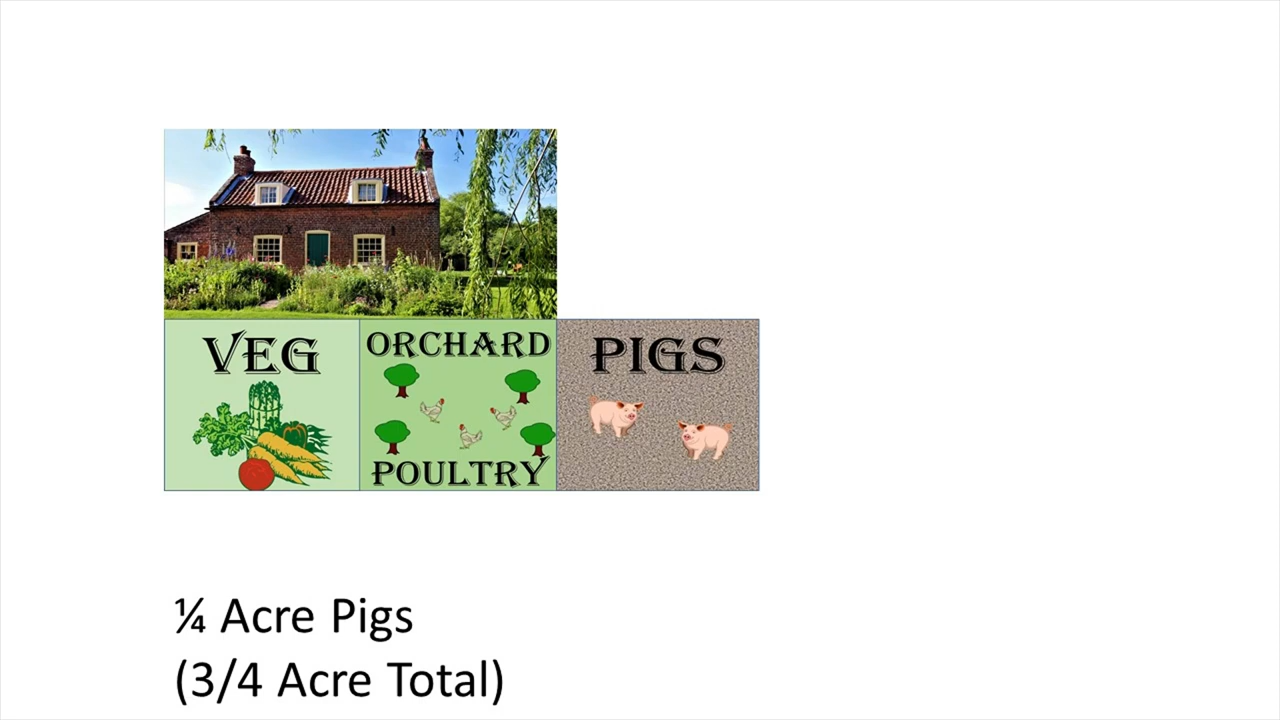 VEG
ORCHARD
POULTRY
PIGS
¼ Acre Pigs
(3/4 Acre Total)